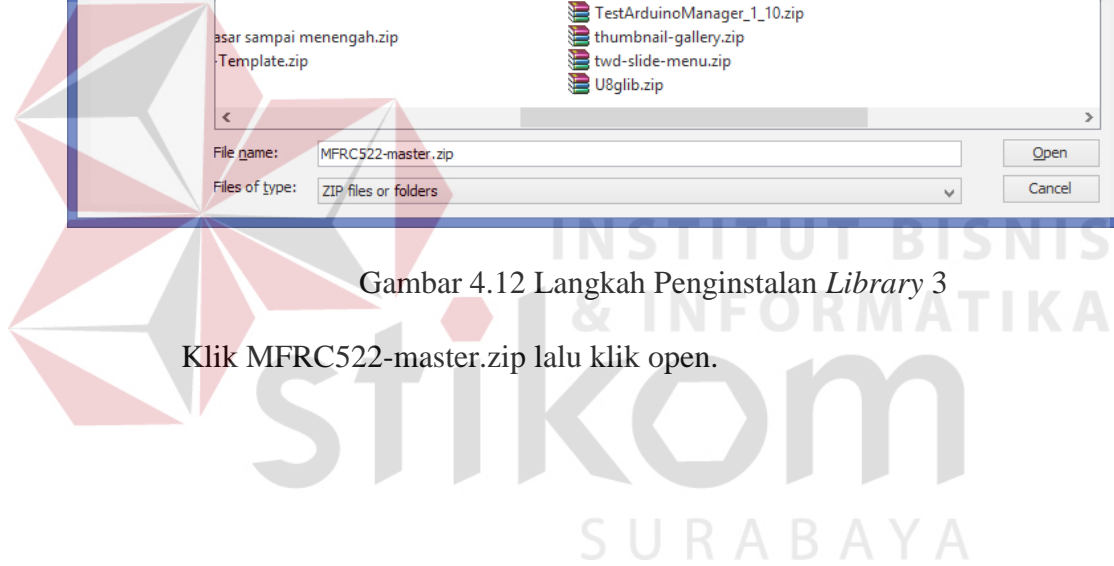 TestArduinoManager_1_10.zip
asar sampai menengah.zip
thumbnail-gallery.zip
-Template.zip
twd-slide-menu.zip
U8glib.zip
File name:
MFRC522-master.zip
Open
Files of type:
ZIP files or folders
Cancel
INSTITUT BISNIS
Gambar 4.12 Langkah Penginstalan Library 3
& INFORMATIKA
Klik MFRC522-master.zip lalu klik open.
stikom
SURABAYA